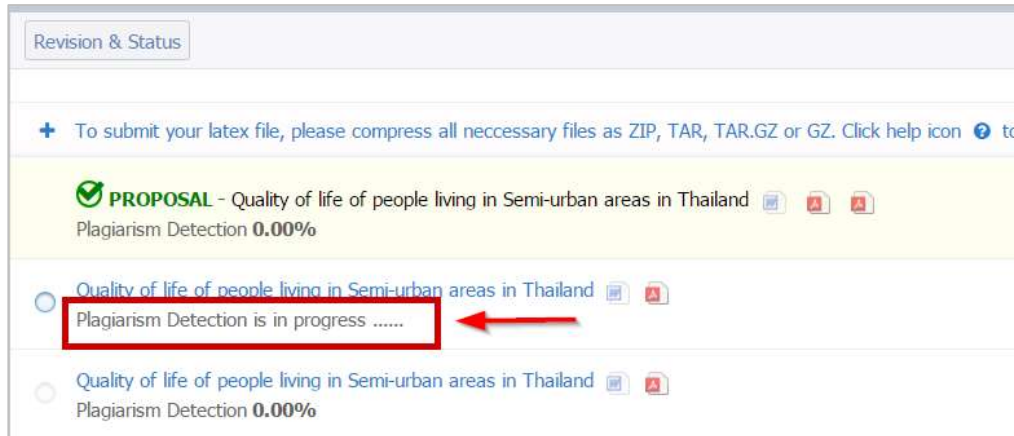 Revision & Status
To submit your latex file, please compress all neccessary files as ZIP, TAR, TAR.GZ or GZ. Click help icon ? to
PROPOSAL - Quality of life of people living in Semi-urban areas in Thailand
Plagiarism Detection 0.00%
Quality of life of people living in Semi-urban areas in Thailand
Plagiarism Detection is in progress ......
Quality of life of people living in Semi-urban areas in Thailand
Plagiarism Detection 0.00%